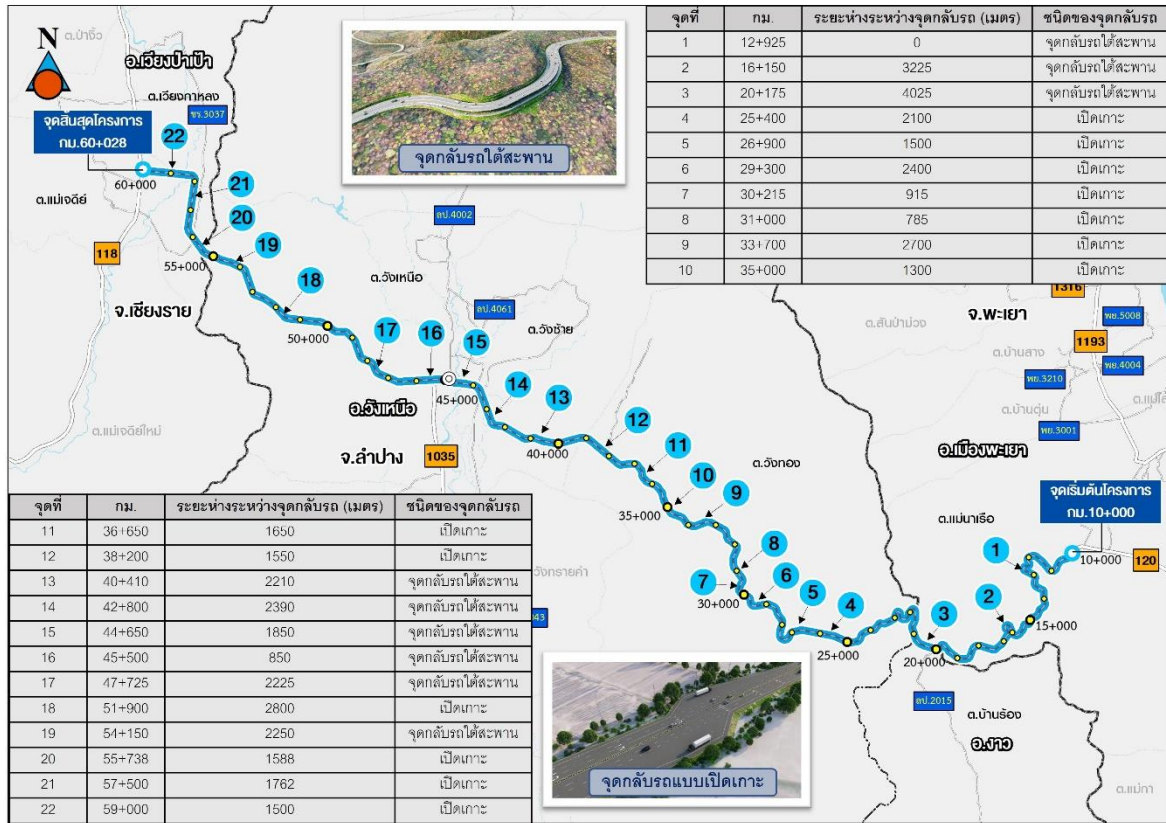 จุดที่ กม. ระยะห่างระหว่างจุดกลับรถ (เมตร) ชนิดของจุดกลับรถ
1 12+925 0 จุดกลับรถใต้สะพาน
2 16+150 3225 จุดกลับรถใต้สะพาน
3 20+175 4025 จุดกลับรถใต้สะพาน
4 25+400 2100 เปิดเกาะ
5 26+900 1500 เปิดเกาะ
6 29+300 2400 เปิดเกาะ
7 30+215 915 เปิดเกาะ
8 31+000 785 เปิดเกาะ
9 33+700 2700 เปิดเกาะ
10 35+000 1300 เปิดเกาะ
N
ต.ป่างิ้ว
อ.เวียงป่าเป้า
ต.เวียงกาหลง
ชร.3037
จุดสิ้นสุดโครงการ
กม.60+028
22
60+000
21
ต.แม่เจดีย์
20
19
118
55+000
จ.เชียงราย
18
50+000
ต.แม่เจดีย์ใหม่
จุดกลับรถใต้สะพาน
ลป.4002
ต.วังเหนือ
ลป.4061
ต.วังซ้าย
17
16
15
45+000
อ.วังเหนือ
14
13
40+000
จ.ลำปาง
1035
12
11
ต.วังทอง
10
35+000
9
8
7
30+000
6
5
4
25+000
3
20+000
2
15+000
1
10+000
1316
จ.พะเยา
พย.5008
ต.สันป่าม่วง
1193
ต.บ้านสาง
พย.4004
พย.3210
ต.บ้านตุ่น
พย.3001
อ.เมืองพะเยา
จุดเริ่มต้นโครงการ
กม.10+000
ต.แม่นาเรือ
120
ลป.2015
ต.บ้านร้อง
อ.งาว
ต.แม่กา
จุดที่ กม. ระยะห่างระหว่างจุดกลับรถ (เมตร) ชนิดของจุดกลับรถ
11 36+650 1650 เปิดเกาะ
12 38+200 1550 เปิดเกาะ
13 40+410 2210 จุดกลับรถใต้สะพาน
14 42+800 2390 จุดกลับรถใต้สะพาน
15 44+650 1850 จุดกลับรถใต้สะพาน
16 45+500 850 จุดกลับรถใต้สะพาน
17 47+725 2225 จุดกลับรถใต้สะพาน
18 51+900 2800 เปิดเกาะ
19 54+150 2250 จุดกลับรถใต้สะพาน
20 55+738 1588 เปิดเกาะ
21 57+500 1762 เปิดเกาะ
22 59+000 1500 เปิดเกาะ
จุดกลับรถแบบเปิดเกาะ